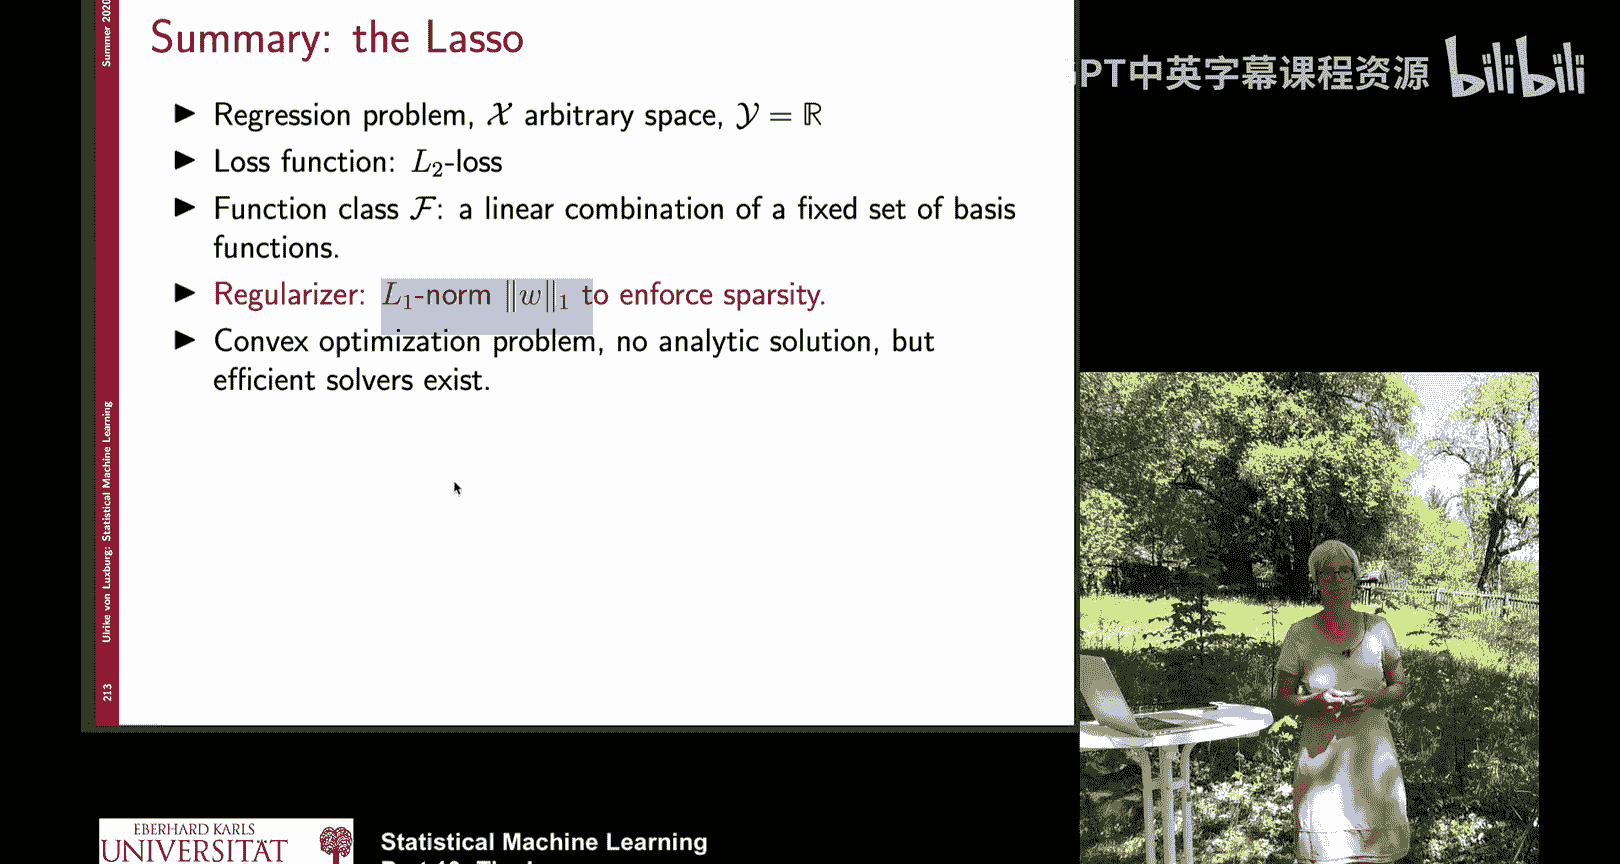 Summary: the Lasso
▶ Regression problem, 𝒳 arbitrary space, 𝒴 = ℝ
▶ Loss function: L₂-loss
▶ Function class ℱ: a linear combination of a fixed set of basis
functions.
▶ Regularizer: L₁-norm ‖w‖₁ to enforce sparsity.
▶ Convex optimization problem, no analytic solution, but
efficient solvers exist.
Summer 2020
Ulrike von Luxburg: Statistical Machine Learning
213
PT中英字幕课程资源 bilibili
EBERHARD KARLS
UNIVERSITÄT
Statistical Machine Learning